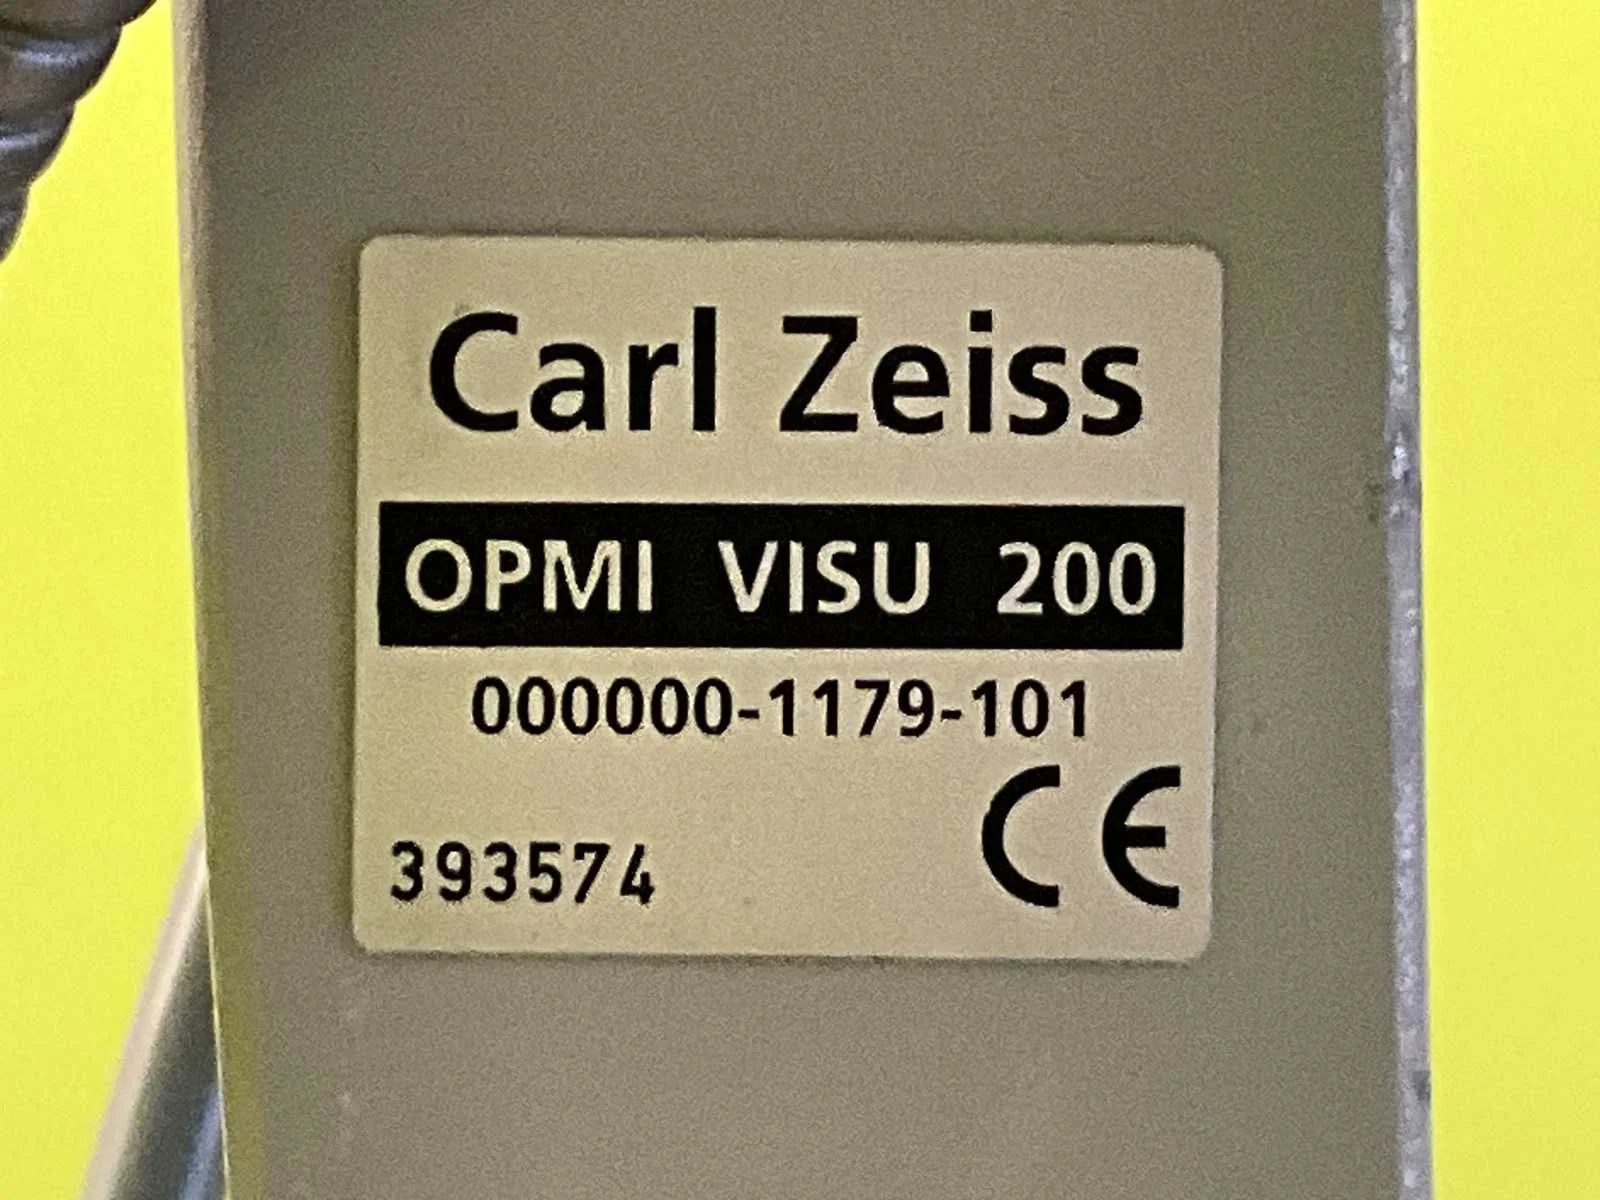 Carl Zeiss
OPMI VISU 200
000000-1179-101
393574
CE